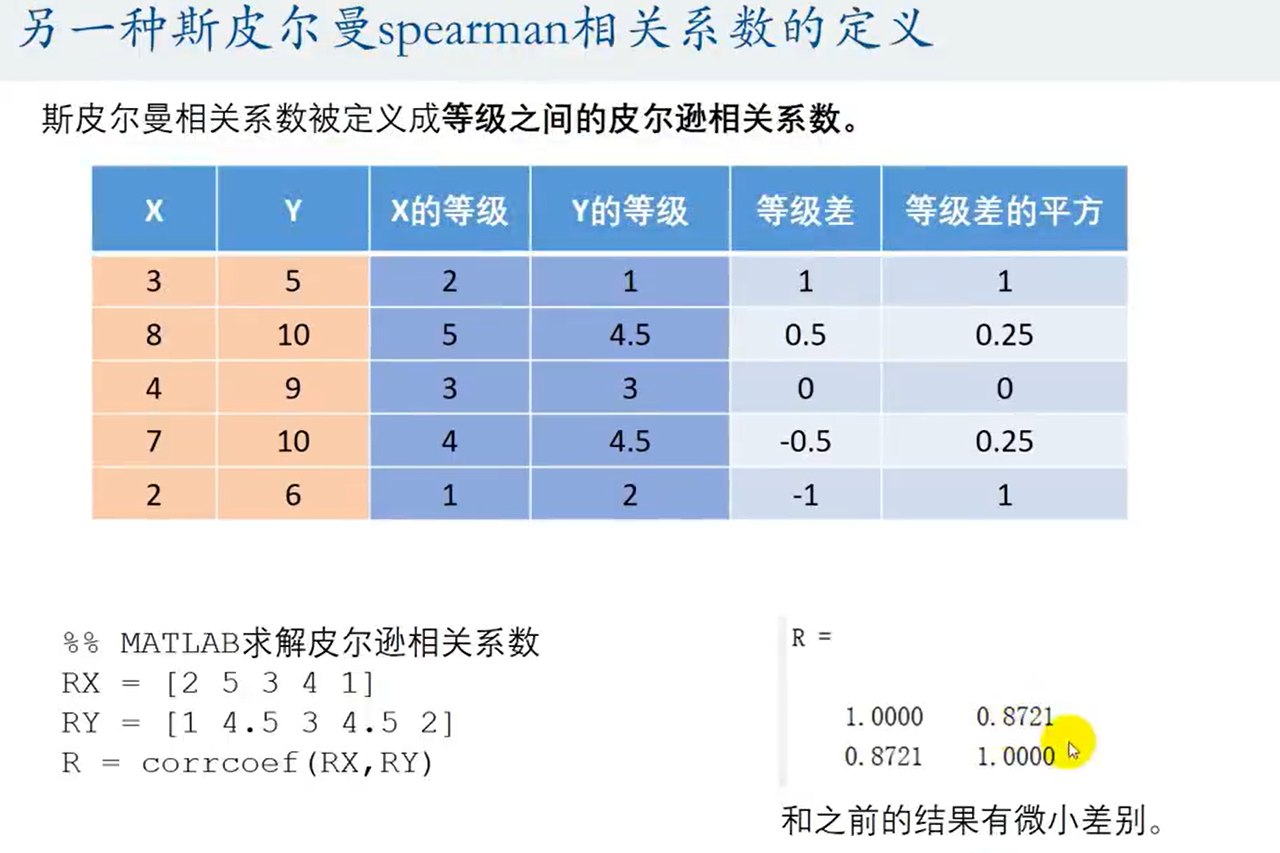 另一种斯皮尔曼spearman相关系数的定义
斯皮尔曼相关系数被定义成等级之间的皮尔逊相关系数。
X Y X的等级 Y的等级 等级差 等级差的平方
3 5 2 1 1 1
8 10 5 4.5 0.5 0.25
4 9 3 3 0 0
7 10 4 4.5 -0.5 0.25
2 6 1 2 -1 1
%% MATLAB求解皮尔逊相关系数
RX = [2 5 3 4 1]
RY = [1 4.5 3 4.5 2]
R = corrcoef(RX,RY)
R =
1.0000 0.8721
0.8721 1.0000
和之前的结果有微小差别。